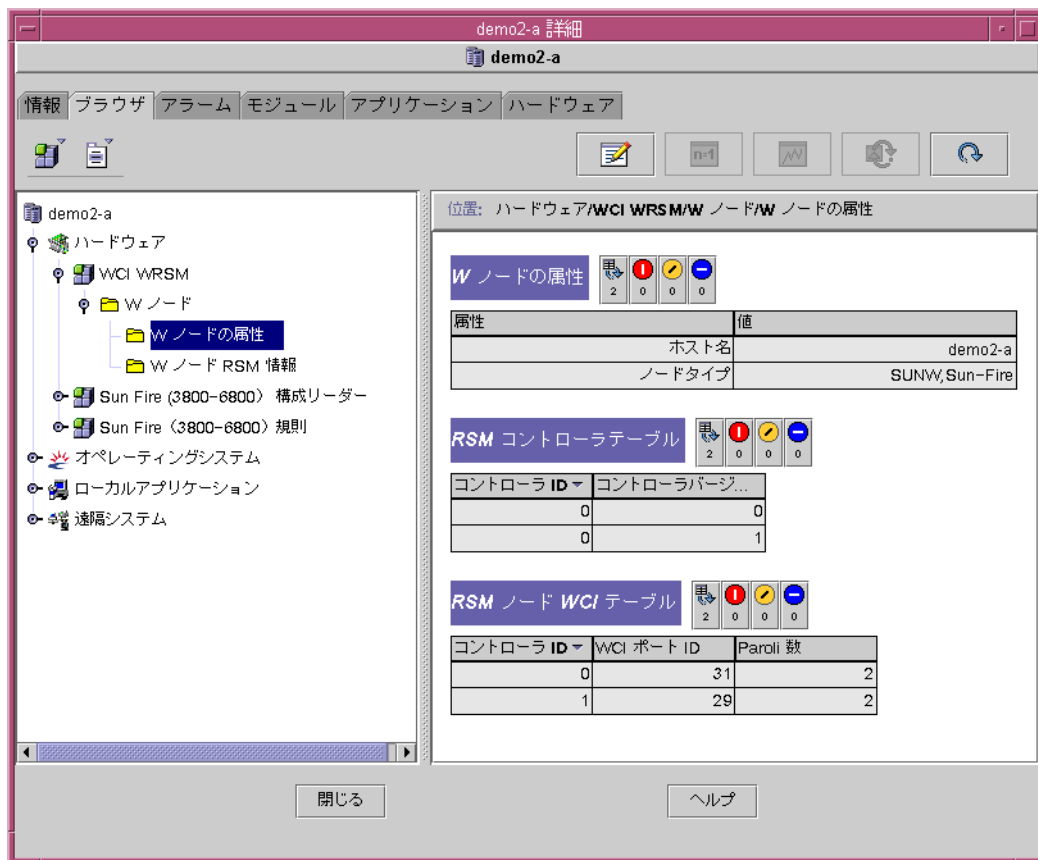 demo2-a 詳細
demo2-a
情報 ブラウザ アラーム モジュール アプリケーション ハードウェア
n=1
demo2-a
ハードウェア
WCI WRSM
W ノード
W ノードの属性
W ノード RSM 情報
Sun Fire (3800-6800) 構成リーダー
Sun Fire (3800-6800) 規則
オペレーティングシステム
ローカルアプリケーション
遠隔システム
位置: ハードウェア/WCI WRSM/W ノード/W ノードの属性
W ノードの属性 2 0 0 0
属性 値
ホスト名 demo2-a
ノードタイプ SUNW,Sun-Fire
RSM コントローラテーブル 2 0 0 0
コントローラ ID コントローラバージ...
0 0
0 1
RSM ノード WCI テーブル 2 0 0 0
コントローラ ID WCI ポート ID Paroli 数
0 31 2
1 29 2
閉じる ヘルプ